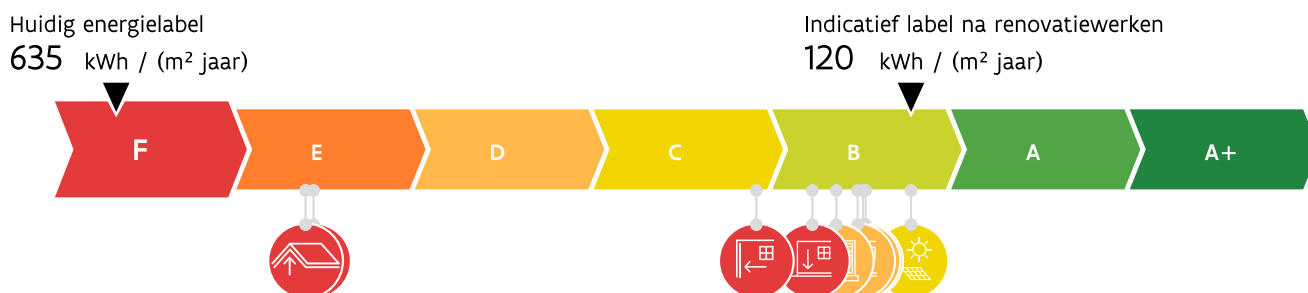 Huidig energielabel
635 kWh / (m² jaar)
Indicatief label na renovatiewerken
120 kWh / (m² jaar)
F E D C B A A+